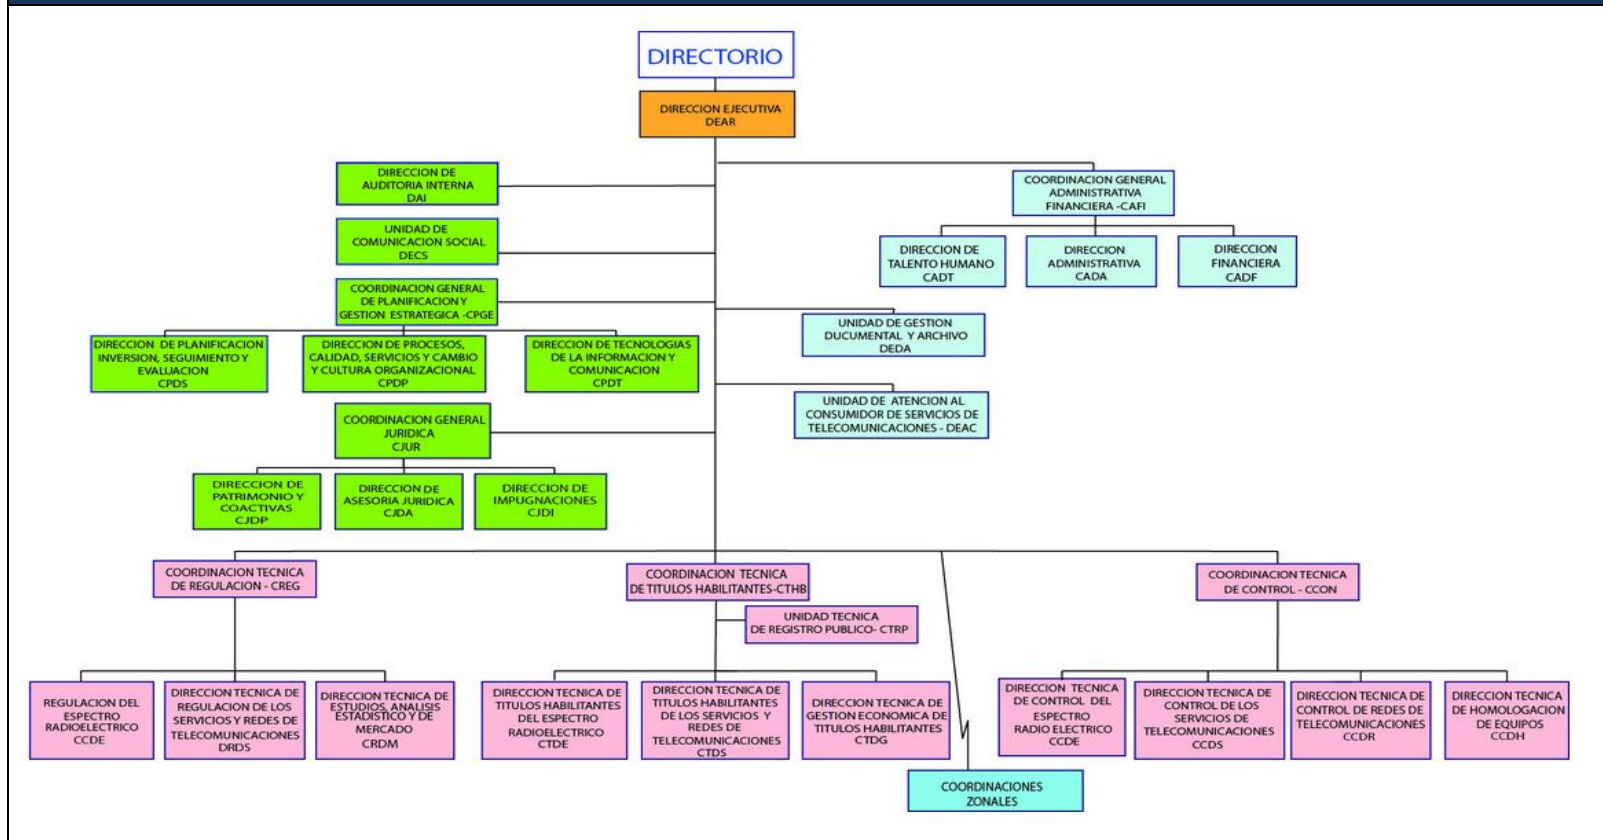 DIRECTORIO
DIRECCION EJECUTIVA
DEAR
DIRECCION DE
AUDITORIA INTERNA
DAI
COORDINACION GENERAL
ADMINISTRATIVA
FINANCIERA -CAFI
UNIDAD DE
COMUNICACION SOCIAL
DECS
DIRECCION DE
TALENTO HUMANO
CADT
DIRECCION
ADMINISTRATIVA
CADA
DIRECCION
FINANCIERA
CADF
COORDINACION GENERAL
DE PLANIFICACION Y
GESTION ESTRATEGICA -CPGE
UNIDAD DE GESTION
DUCUMENTAL Y ARCHIVO
DEDA
DIRECCION DE PLANIFICACION
INVERSION, SEGUIMIENTO Y
EVALUACION
CPDS
DIRECCION DE PROCESOS,
CALIDAD, SERVICIOS Y CAMBIO
Y CULTURA ORGANIZACIONAL
CPDP
DIRECCION DE TECNOLOGIAS
DE LA INFORMACION Y
COMUNICACION
CPDT
UNIDAD DE ATENCION AL
CONSUMIDOR DE SERVICIOS DE
TELECOMUNICACIONES - DEAC
COORDINACION GENERAL
JURIDICA
CJUR
DIRECCION DE
PATRIMONIO Y
COACTIVAS
CJDP
DIRECCION DE
ASESORIA JURIDICA
CJDA
DIRECCION DE
IMPUGNACIONES
CJDI
COORDINACION TECNICA
DE REGULACION - CREG
COORDINACION TECNICA
DE TITULOS HABILITANTES-CTHB
COORDINACION TECNICA
DE CONTROL - CCON
UNIDAD TECNICA
DE REGISTRO PUBLICO- CTRP
REGULACION DEL
ESPECTRO
RADIOELECTRICO
CCDE
DIRECCION TECNICA DE
REGULACION DE LOS
SERVICIOS Y REDES DE
TELECOMUNICACIONES
DRDS
DIRECCION TECNICA DE
ESTUDIOS, ANALISIS
ESTADISTICO Y DE
MERCADO
CRDM
DIRECCION TECNICA DE
TITULOS HABILITANTES
DEL ESPECTRO
RADIOELECTRICO
CTDE
DIRECCION TECNICA DE
TITULOS HABILITANTES
DE LOS SERVICIOS Y
REDES DE
TELECOMUNICACIONES
CTDS
DIRECCION TECNICA DE
GESTION ECONOMICA DE
TITULOS HABILITANTES
CTDG
DIRECCION TECNICA
DE CONTROL DEL
ESPECTRO
RADIO ELECTRICO
CCDE
DIRECCION TECNICA DE
CONTROL DE LOS
SERVICIOS DE
TELECOMUNICACIONES
CCDS
DIRECCION TECNICA DE
CONTROL DE REDES DE
TELECOMUNICACIONES
CCDR
DIRECCION TECNICA
DE HOMOLOGACION
DE EQUIPOS
CCDH
COORDINACIONES
ZONALES